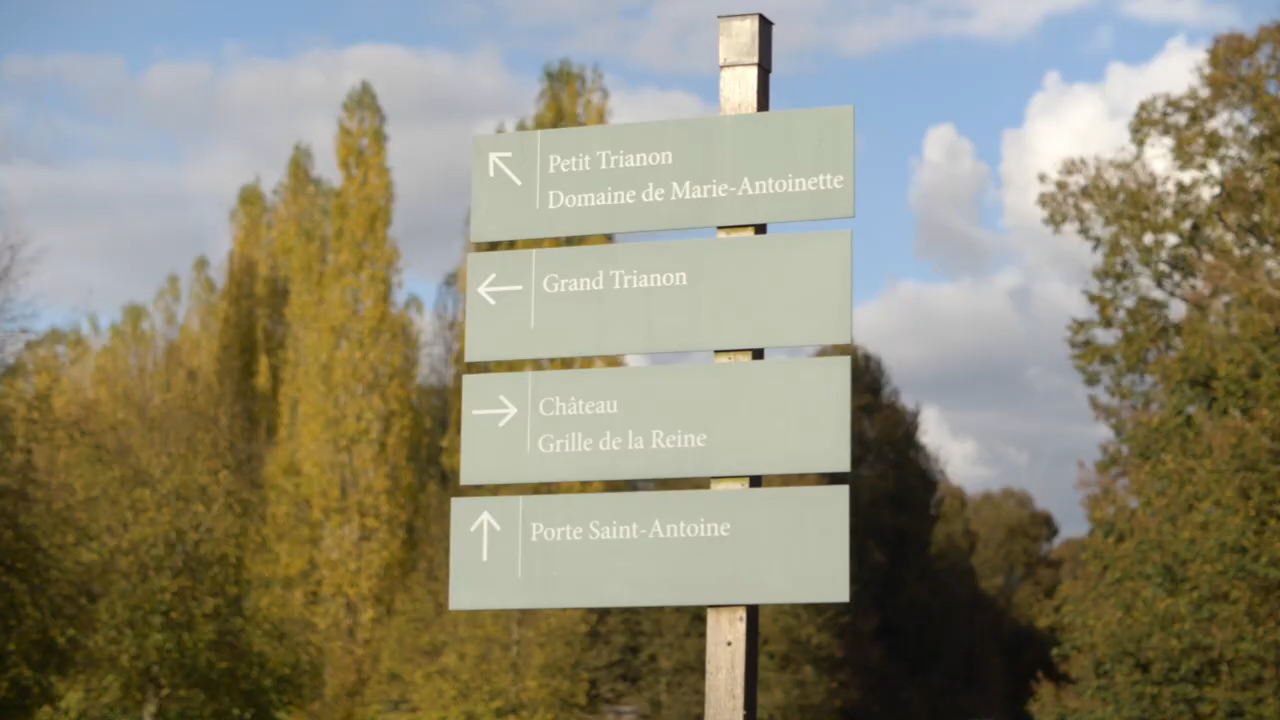 Petit Trianon
Domaine de Marie-Antoinette
Grand Trianon
Château
Grille de la Reine
Porte Saint-Antoine